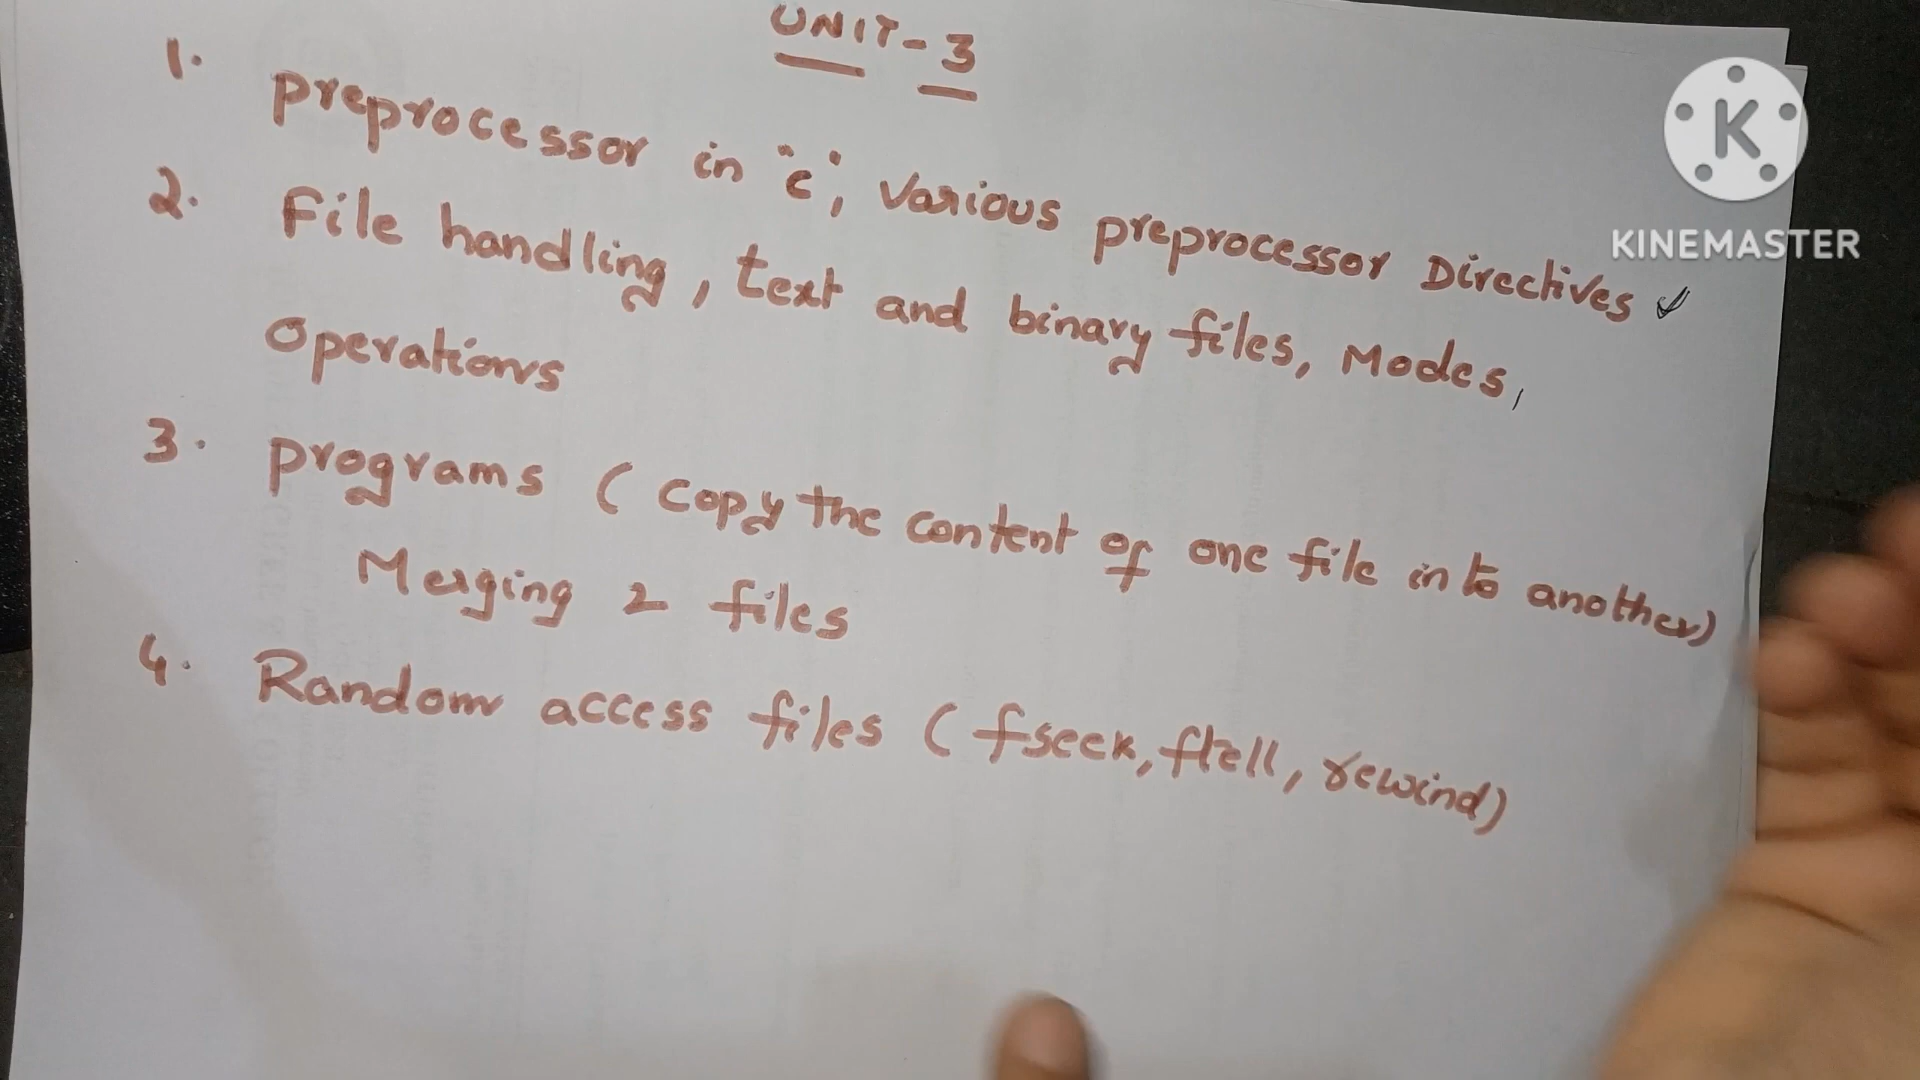 UNIT-3
1. preprocessor in "c", various preprocessor Directives ✓
2. File handling, text and binary files, Modes,
Operations
3. programs (copy the content of one file into another)
Merging 2 files
4. Random access files (fseek, ftell, rewind)
K
KINEMASTER